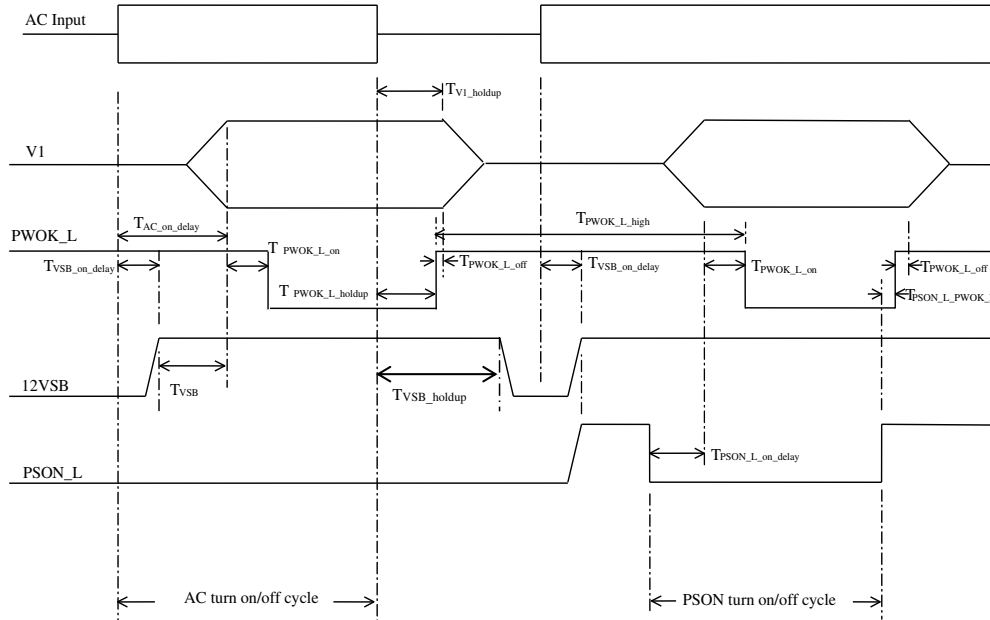 AC Input
TV1_holdup
V1
TAC_on_delay
TPWOK_L_high
PWOK_L
TVSB_on_delay
T PWOK_L_on
TPWOK_L_off
TVSB_on_delay
TPWOK_L_on
TPWOK_L_off
T PWOK_L_holdup
TPSON_L_PWOK_
12VSB
TVSB
TVSB_holdup
PSON_L
TPSON_L_on_delay
AC turn on/off cycle
PSON turn on/off cycle